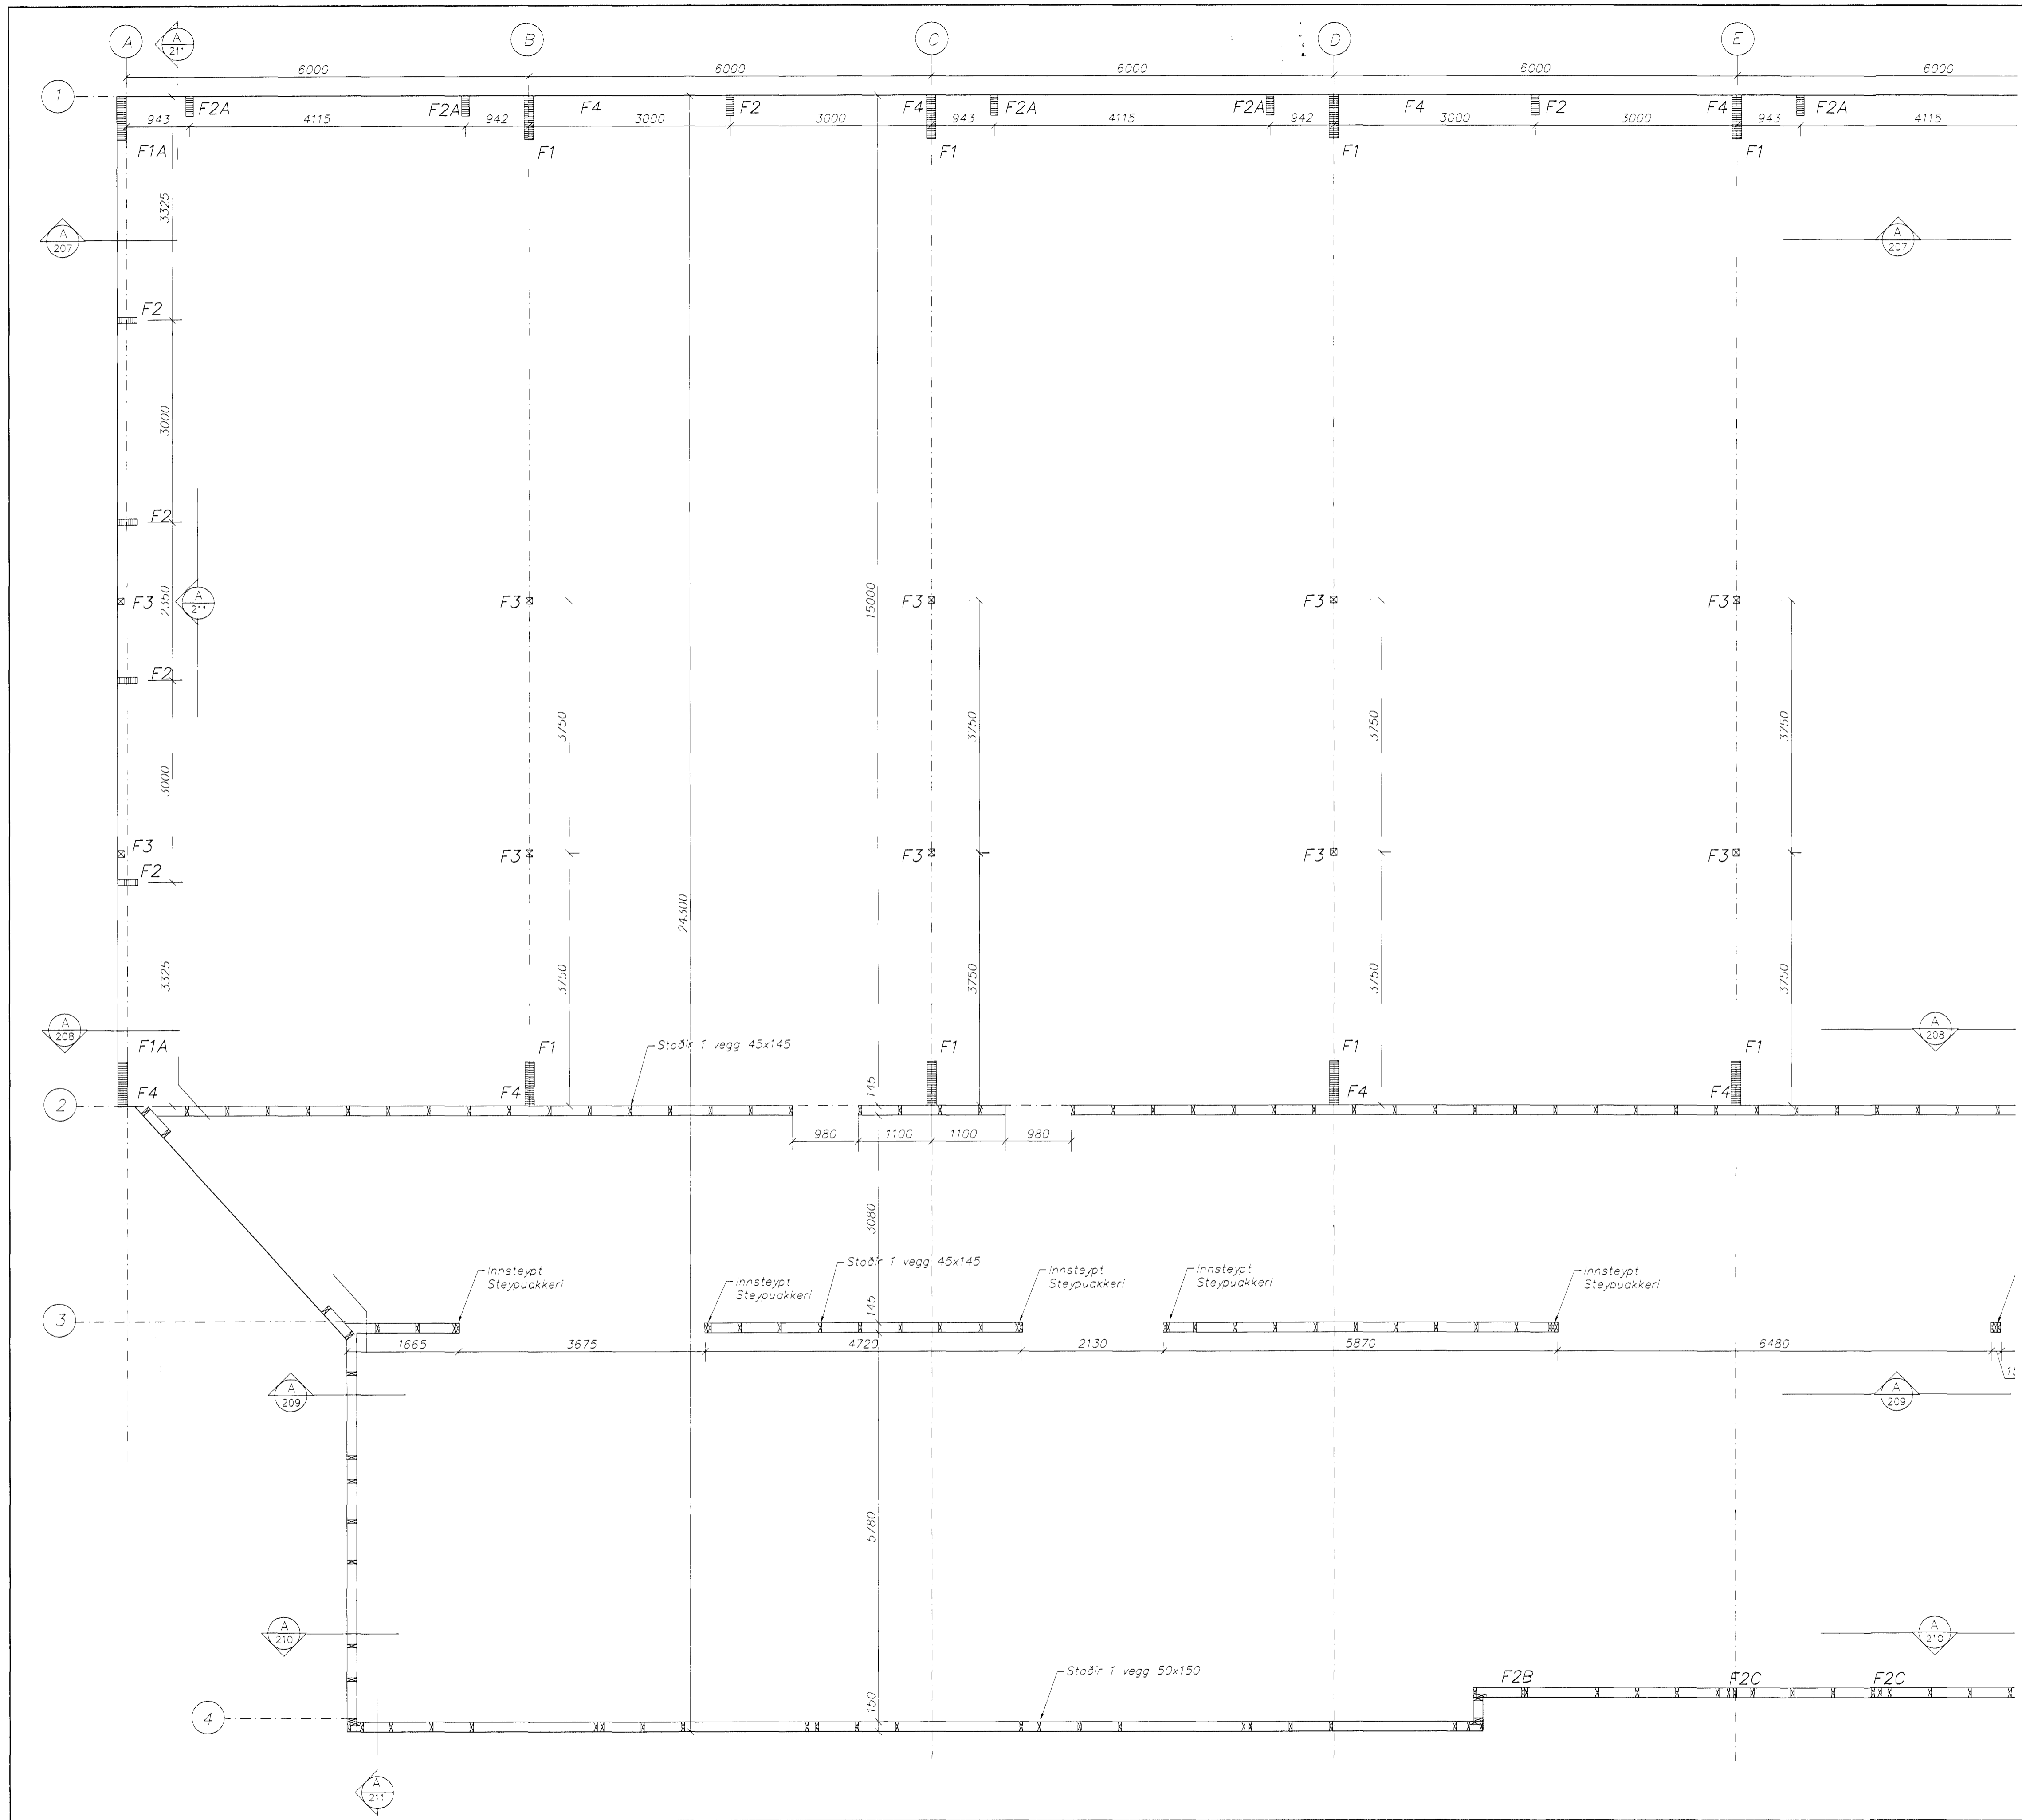 A
A
211
B
C
D
E
6000
6000
6000
6000
6000
1
F2A
F2A
F4
F2
F4
F2A
F2A
F4
F2
F4
F2A
943
4115
942
3000
3000
943
4115
942
3000
3000
943
4115
F1A
F1
F1
F1
F1
3325
A
207
A
207
F2
3000
F2
F3
2350
A
211
F3
15000
F3
F3
F3
F2
3750
3750
3750
3750
3000
F3
F3
F3
F3
F3
F2
24300
3325
3750
3750
3750
3750
A
208
A
208
F1A
F1
Stoðir í vegg 45x145
F1
F1
F1
F4
F4
145
F4
F4
2
980
1100
1100
980
3080
Innsteypt
Steypuakkeri
Innsteypt
Steypuakkeri
Stoðir í vegg 45x145
Innsteypt
Steypuakkeri
Innsteypt
Steypuakkeri
Innsteypt
Steypuakkeri
145
3
1665
3675
4720
2130
5870
6480
A
209
A
209
5780
A
210
A
210
Stoðir í vegg 50x150
F2B
F2C
F2C
150
4
A
211